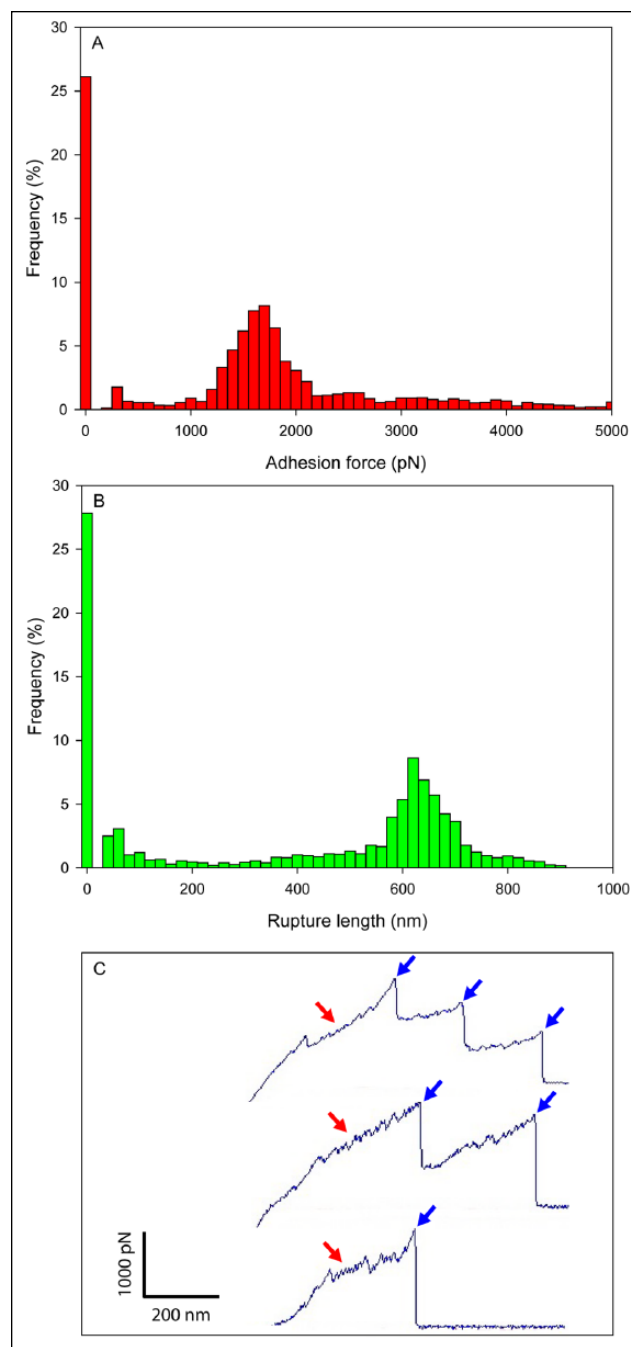 A
30
25
20
15
10
5
0
Frequency (%)
0 1000 2000 3000 4000 5000
Adhesion force (pN)
B
30
25
20
15
10
5
0
Frequency (%)
0 200 400 600 800 1000
Rupture length (nm)
C
1000 pN
200 nm